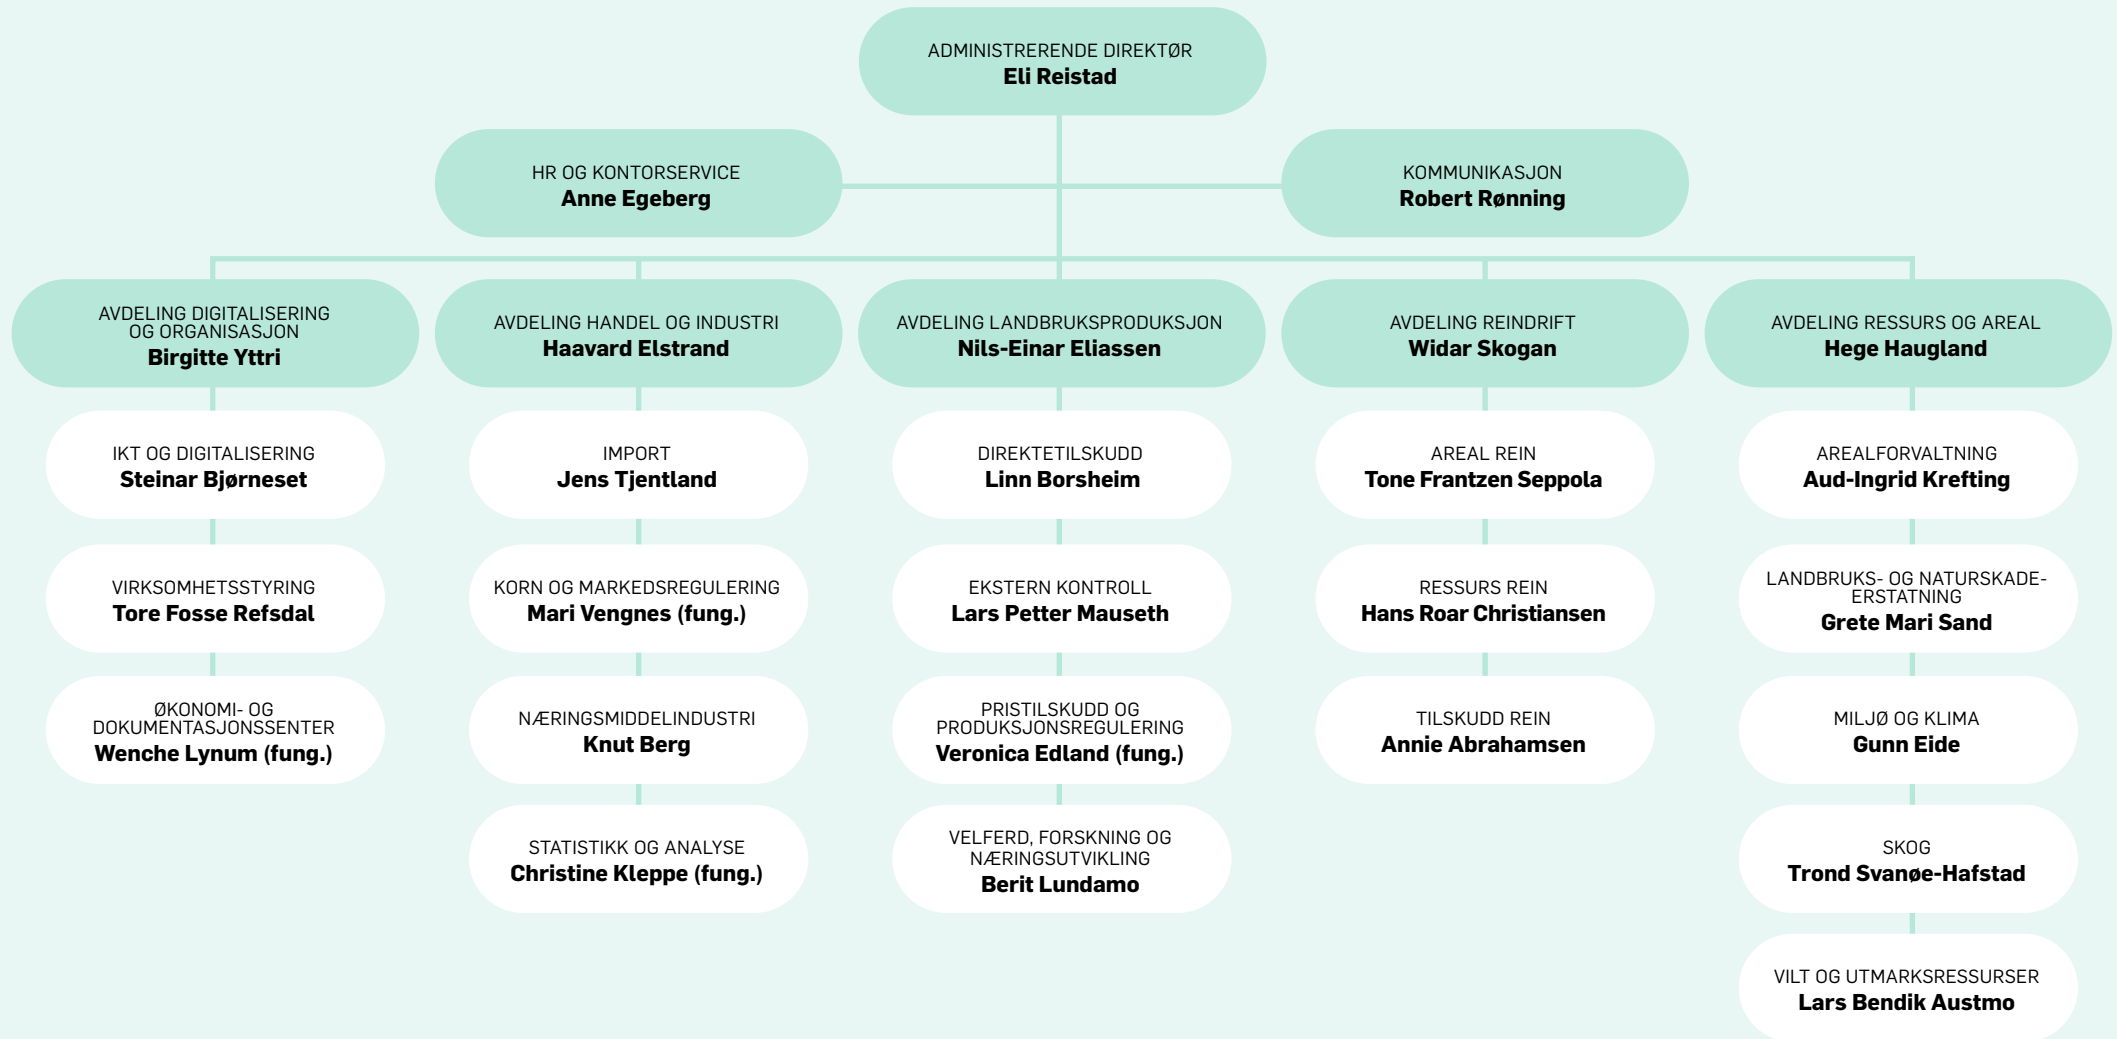 ADMINISTRERENDE DIREKTØR
Eli Reistad
HR OG KONTORSERVICE
Anne Egeberg
KOMMUNIKASJON
Robert Rønning
AVDELING DIGITALISERING
OG ORGANISASJON
Birgitte Yttri
AVDELING HANDEL OG INDUSTRI
Haavard Elstrand
AVDELING LANDBRUKSPRODUKSJON
Nils-Einar Eliassen
AVDELING REINDRIFT
Widar Skogan
AVDELING RESSURS OG AREAL
Hege Haugland
IKT OG DIGITALISERING
Steinar Bjørneset
VIRKSOMHETSSTYRING
Tore Fosse Refsdal
ØKONOMI- OG
DOKUMENTASJONSSENTER
Wenche Lynum (fung.)
IMPORT
Jens Tjentland
KORN OG MARKEDSREGULERING
Mari Vengnes (fung.)
NÆRINGSMIDDELINDUSTRI
Knut Berg
STATISTIKK OG ANALYSE
Christine Kleppe (fung.)
DIREKTETILSKUDD
Linn Borsheim
EKSTERN KONTROLL
Lars Petter Mauseth
PRISTILSKUDD OG
PRODUKSJONSREGULERING
Veronica Edland (fung.)
VELFERD, FORSKNING OG
NÆRINGSUTVIKLING
Berit Lundamo
AREAL REIN
Tone Frantzen Seppola
RESSURS REIN
Hans Roar Christiansen
TILSKUDD REIN
Annie Abrahamsen
AREALFORVALTNING
Aud-Ingrid Krefting
LANDBRUKS- OG NATURSKADE-
ERSTATNING
Grete Mari Sand
MILJØ OG KLIMA
Gunn Eide
SKOG
Trond Svanøe-Hafstad
VILT OG UTMARKSRESSURSER
Lars Bendik Austmo